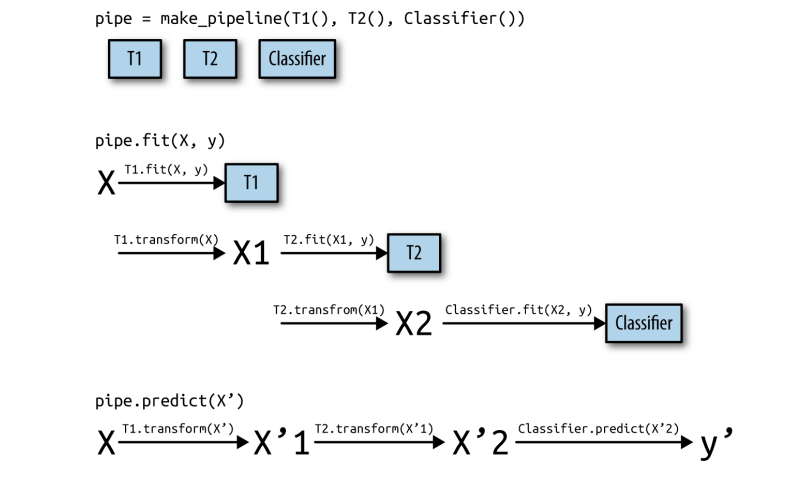 pipe = make_pipeline(T1(), T2(), Classifier())
T1 T2 Classifier
pipe.fit(X, y)
X T1.fit(X, y) T1
T1.transform(X) X1 T2.fit(X1, y) T2
T2.transfrom(X1) X2 Classifier.fit(X2, y) Classifier
pipe.predict(X’)
X T1.transform(X’) X’1 T2.transform(X’1) X’2 Classifier.predict(X’2) y’